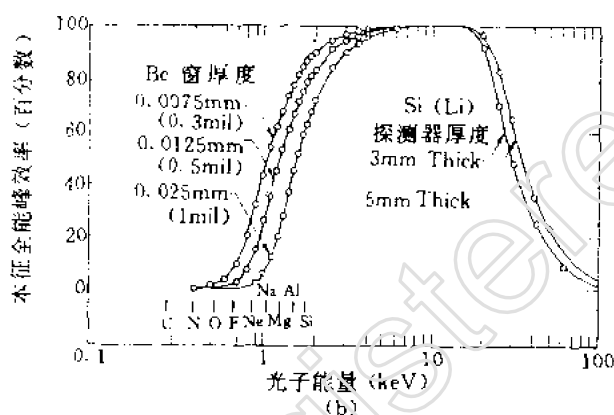 本征全能峰效率(百分数)
100
80
60
40
20
0
Be 窗厚度
0.0075mm
(0.3mil)
0.0125mm
(0.5mil)
0.025mm
(1mil)
Si (Li)
探测器厚度
3mm Thick
5mm Thick
Na Al
C N O F Ne Mg Si
0.1 1 10 100
光子能量 (keV)
(b)